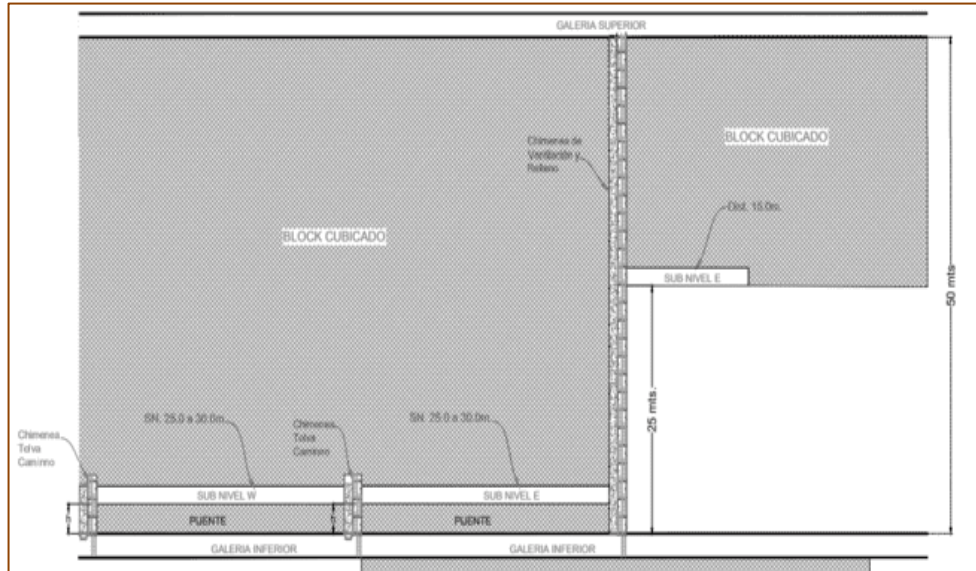 GALERIA SUPERIOR
BLOCK CUBICADO
Chimenea de
Ventilación y
Relleno
Dist. 15.0m.
BLOCK CUBICADO
SUB NIVEL E
50 mts
25 mts.
SN. 25.0 a 30.0m.
SN. 25.0 a 30.0m.
Chimenea
Tolva
Camino
Chimenea
Tolva
Camino
SUB NIVEL W
SUB NIVEL E
PUENTE
PUENTE
GALERIA INFERIOR
GALERIA INFERIOR